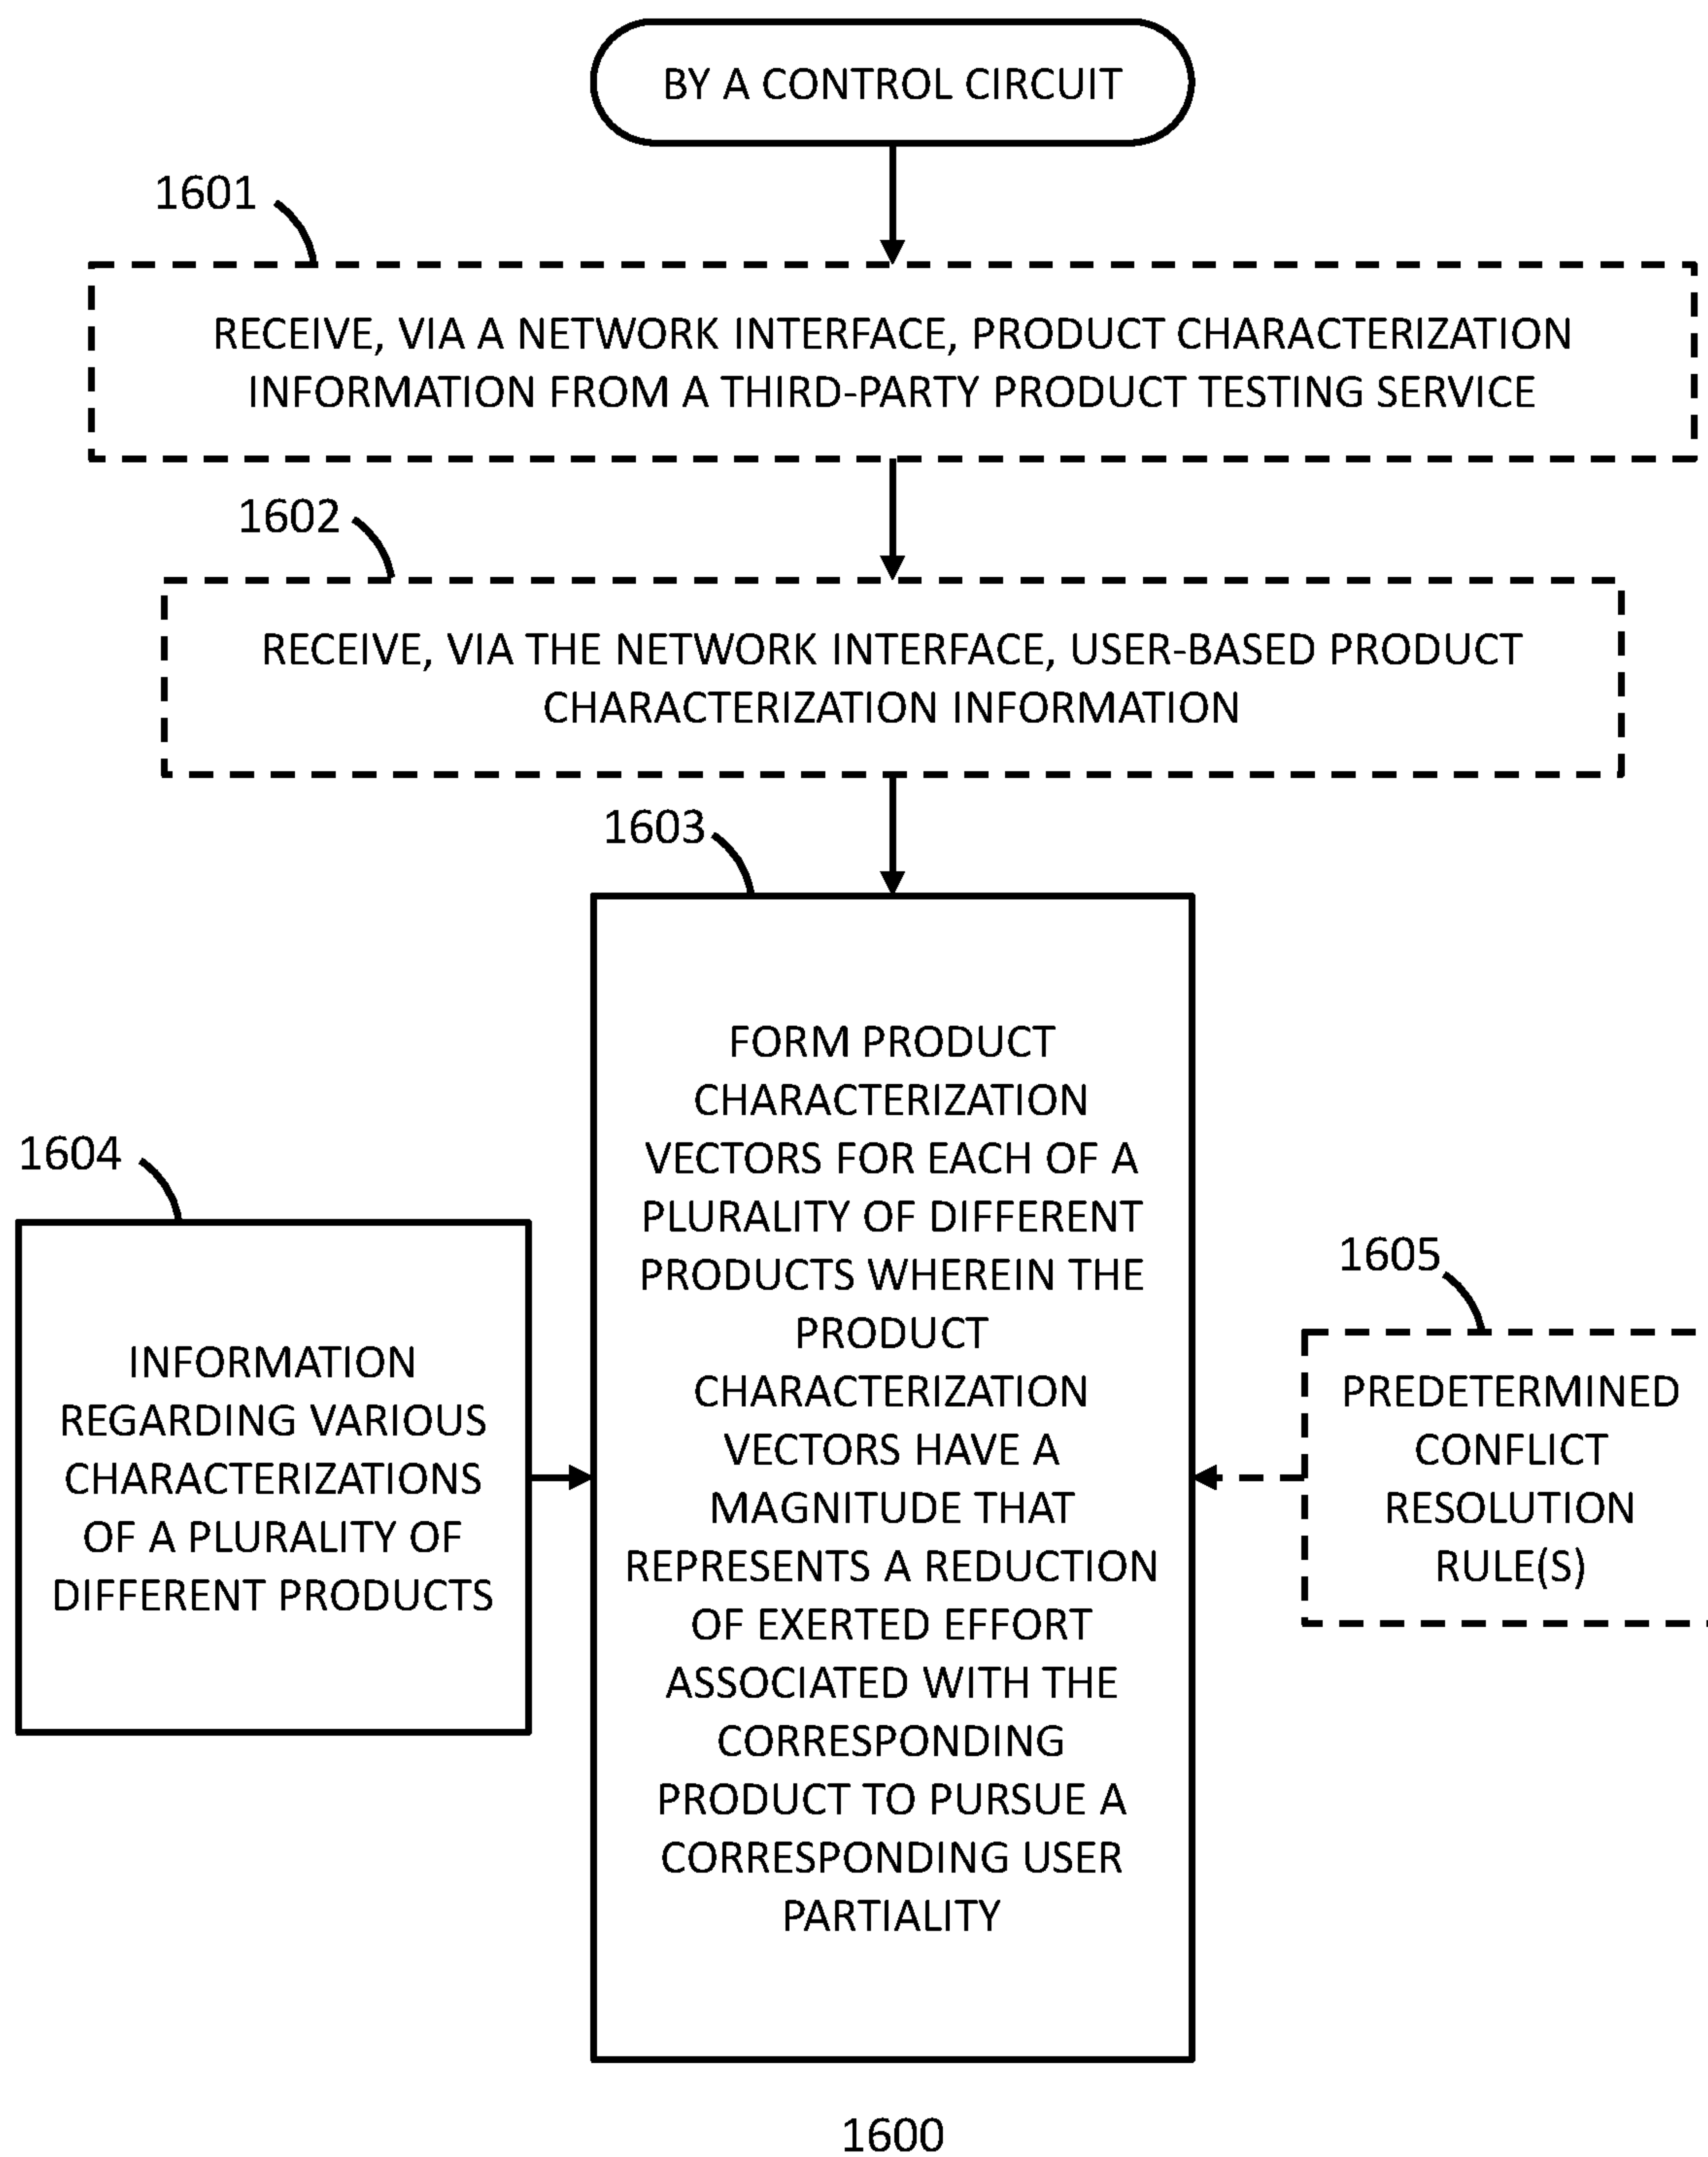 BY A CONTROL CIRCUIT
1601
RECEIVE, VIA A NETWORK INTERFACE, PRODUCT CHARACTERIZATION
INFORMATION FROM A THIRD-PARTY PRODUCT TESTING SERVICE
1602
RECEIVE, VIA THE NETWORK INTERFACE, USER-BASED PRODUCT
CHARACTERIZATION INFORMATION
1603
FORM PRODUCT
CHARACTERIZATION
VECTORS FOR EACH OF A
PLURALITY OF DIFFERENT
PRODUCTS WHEREIN THE
PRODUCT
CHARACTERIZATION
VECTORS HAVE A
MAGNITUDE THAT
REPRESENTS A REDUCTION
OF EXERTED EFFORT
ASSOCIATED WITH THE
CORRESPONDING
PRODUCT TO PURSUE A
CORRESPONDING USER
PARTIALITY
1604
INFORMATION
REGARDING VARIOUS
CHARACTERIZATIONS
OF A PLURALITY OF
DIFFERENT PRODUCTS
1605
PREDETERMINED
CONFLICT
RESOLUTION
RULE(S)
1600